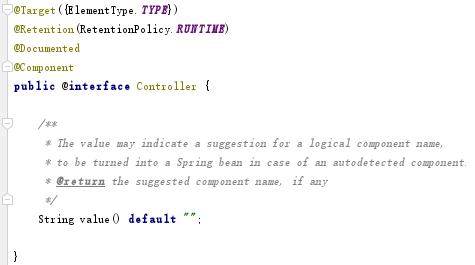 @Target({ElementType.TYPE})
@Retention(RetentionPolicy.RUNTIME)
@Documented
@Component
public @interface Controller {
/**
* The value may indicate a suggestion for a logical component name,
* to be turned into a Spring bean in case of an autodetected component.
* @return the suggested component name, if any
*/
String value() default "";
}